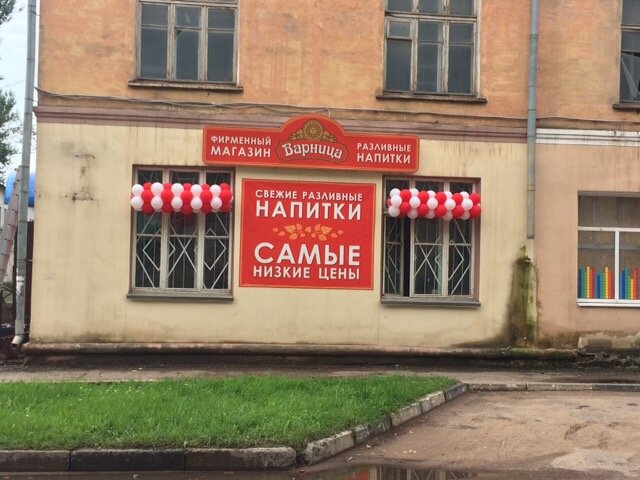 ФИРМЕННЫЙ
МАГАЗИН
Варница
РАЗЛИВНЫЕ
НАПИТКИ
СВЕЖИЕ РАЗЛИВНЫЕ
НАПИТКИ
САМЫЕ
НИЗКИЕ ЦЕНЫ